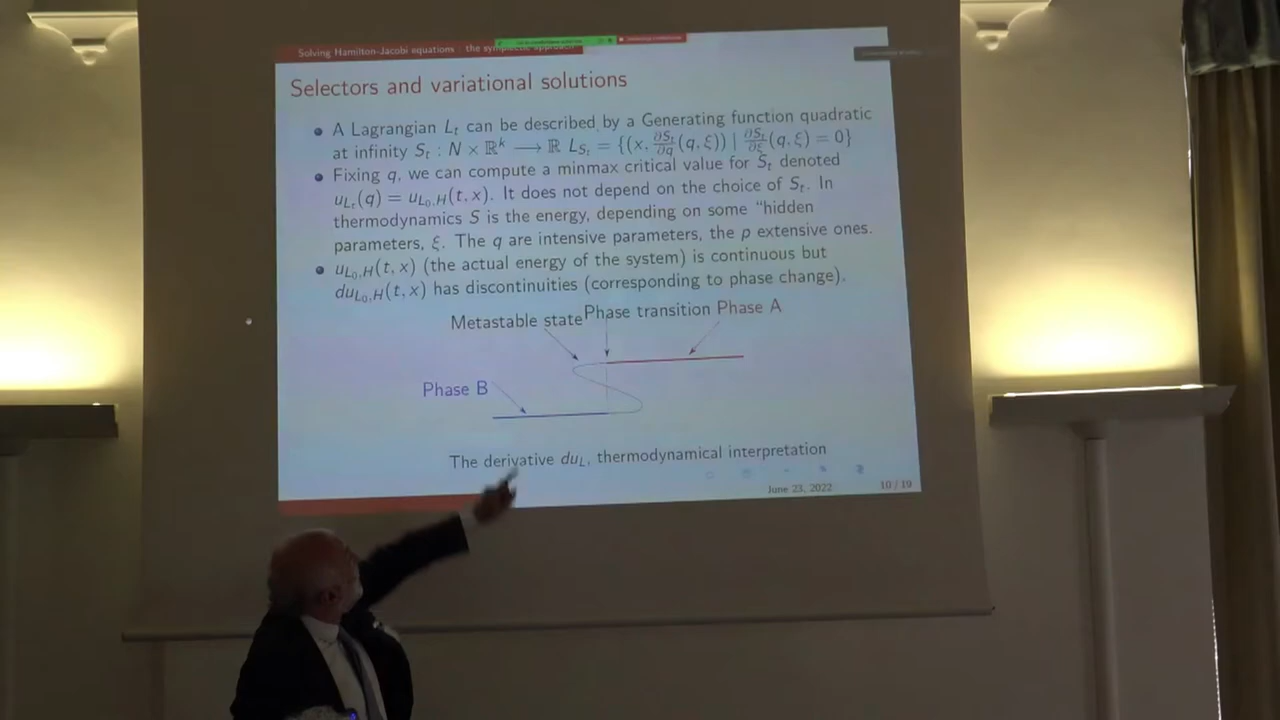 Solving Hamilton-Jacobi equations - the symplectic approach
Selectors and variational solutions
A Lagrangian L_t can be described by a Generating function quadratic
at infinity S_t : N × ℝ^k ⟶ ℝ L_{S_t} = {(x, ∂S_t/∂q (q, ξ)) | ∂S_t/∂ξ (q, ξ) = 0}
Fixing q, we can compute a minmax critical value for S_t denoted
u_{L_t}(q) = u_{L_0,H}(t, x). It does not depend on the choice of S_t. In
thermodynamics S is the energy, depending on some “hidden
parameters, ξ. The q are intensive parameters, the p extensive ones.
u_{L_0,H}(t, x) (the actual energy of the system) is continuous but
du_{L_0,H}(t, x) has discontinuities (corresponding to phase change).
Metastable state Phase transition Phase A
Phase B
The derivative du_L, thermodynamical interpretation
June 23, 2022 10 / 19